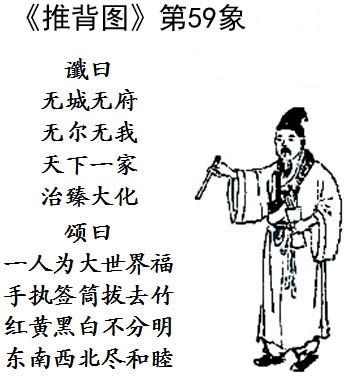 《推背图》第59象
谶曰
无城无府
无尔无我
天下一家
治臻大化
颂曰
一人为大世界福
手执签筒拔去竹
红黄黑白不分明
东南西北尽和睦